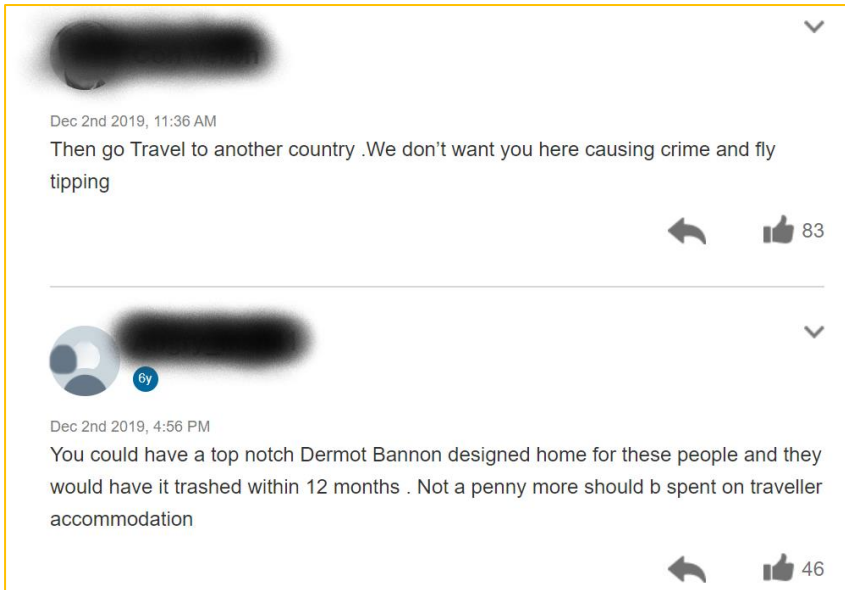 Dec 2nd 2019, 11:36 AM
Then go Travel to another country .We don’t want you here causing crime and fly
tipping
83
6y
Dec 2nd 2019, 4:56 PM
You could have a top notch Dermot Bannon designed home for these people and they
would have it trashed within 12 months . Not a penny more should b spent on traveller
accommodation
46